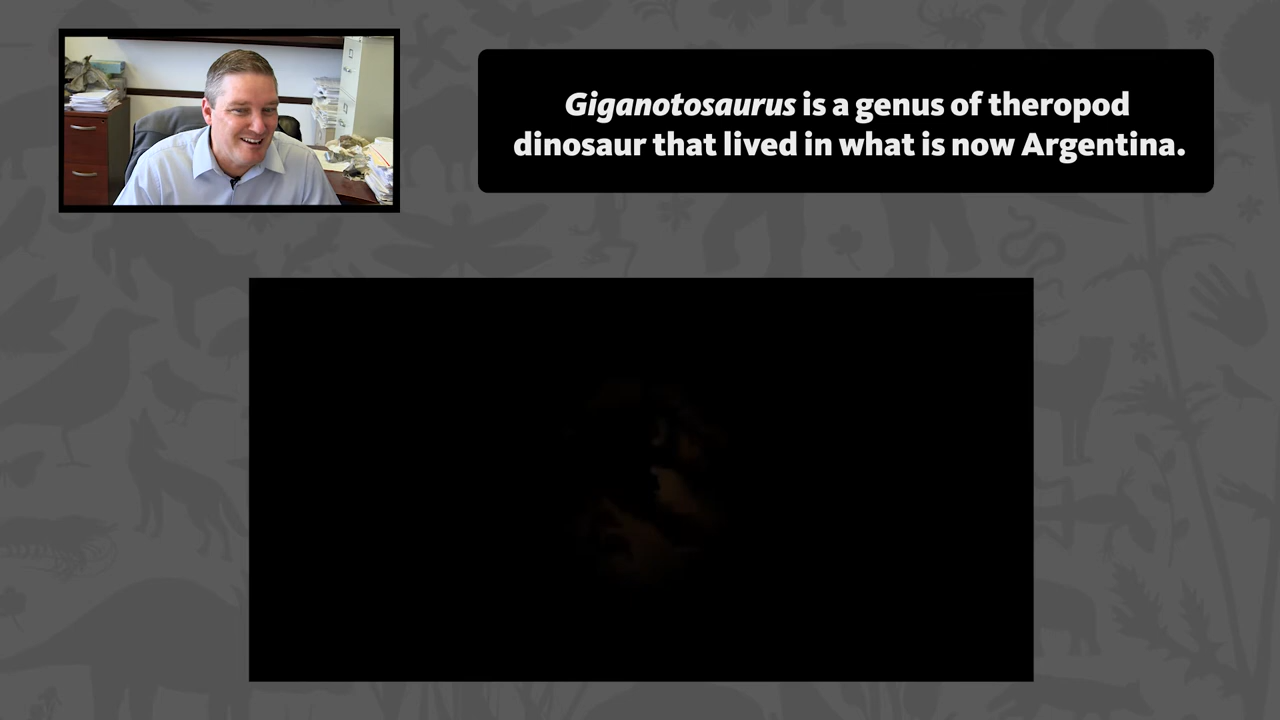 Giganotosaurus is a genus of theropod
dinosaur that lived in what is now Argentina.